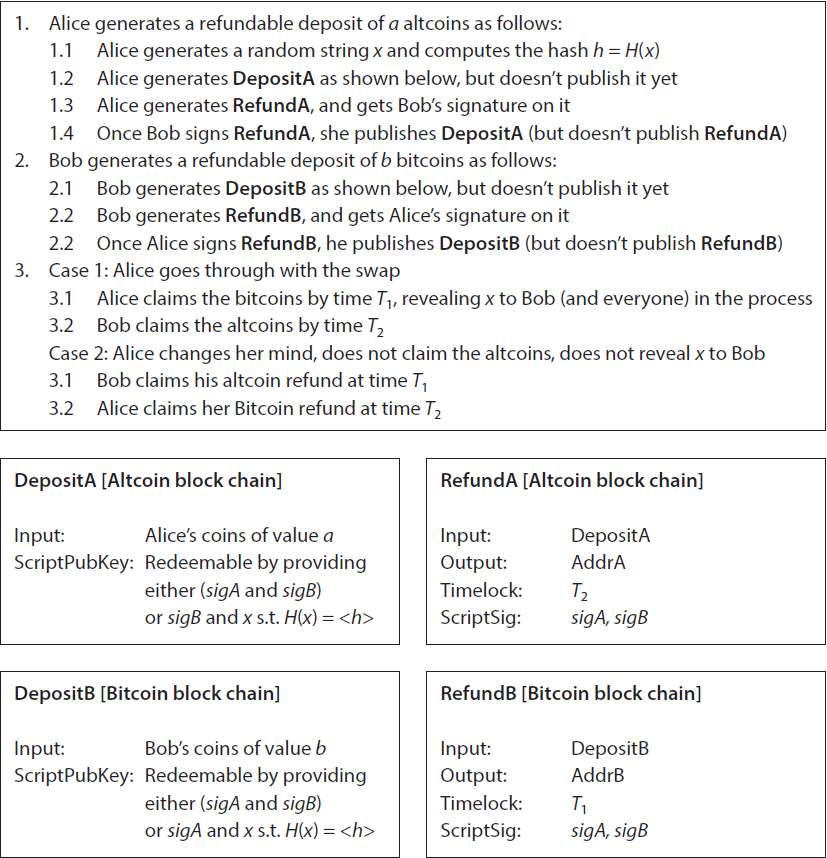 1. Alice generates a refundable deposit of a altcoins as follows:
1.1 Alice generates a random string x and computes the hash h = H(x)
1.2 Alice generates DepositA as shown below, but doesn't publish it yet
1.3 Alice generates RefundA, and gets Bob's signature on it
1.4 Once Bob signs RefundA, she publishes DepositA (but doesn't publish RefundA)
2. Bob generates a refundable deposit of b bitcoins as follows:
2.1 Bob generates DepositB as shown below, but doesn't publish it yet
2.2 Bob generates RefundB, and gets Alice's signature on it
2.2 Once Alice signs RefundB, he publishes DepositB (but doesn't publish RefundB)
3. Case 1: Alice goes through with the swap
3.1 Alice claims the bitcoins by time T₁, revealing x to Bob (and everyone) in the process
3.2 Bob claims the altcoins by time T₂
Case 2: Alice changes her mind, does not claim the altcoins, does not reveal x to Bob
3.1 Bob claims his altcoin refund at time T₁
3.2 Alice claims her Bitcoin refund at time T₂
DepositA [Altcoin block chain]
Input: Alice's coins of value a
ScriptPubKey: Redeemable by providing
either (sigA and sigB)
or sigB and x s.t. H(x) = <h>
RefundA [Altcoin block chain]
Input: DepositA
Output: AddrA
Timelock: T₂
ScriptSig: sigA, sigB
DepositB [Bitcoin block chain]
Input: Bob's coins of value b
ScriptPubKey: Redeemable by providing
either (sigA and sigB)
or sigA and x s.t. H(x) = <h>
RefundB [Bitcoin block chain]
Input: DepositB
Output: AddrB
Timelock: T₁
ScriptSig: sigA, sigB